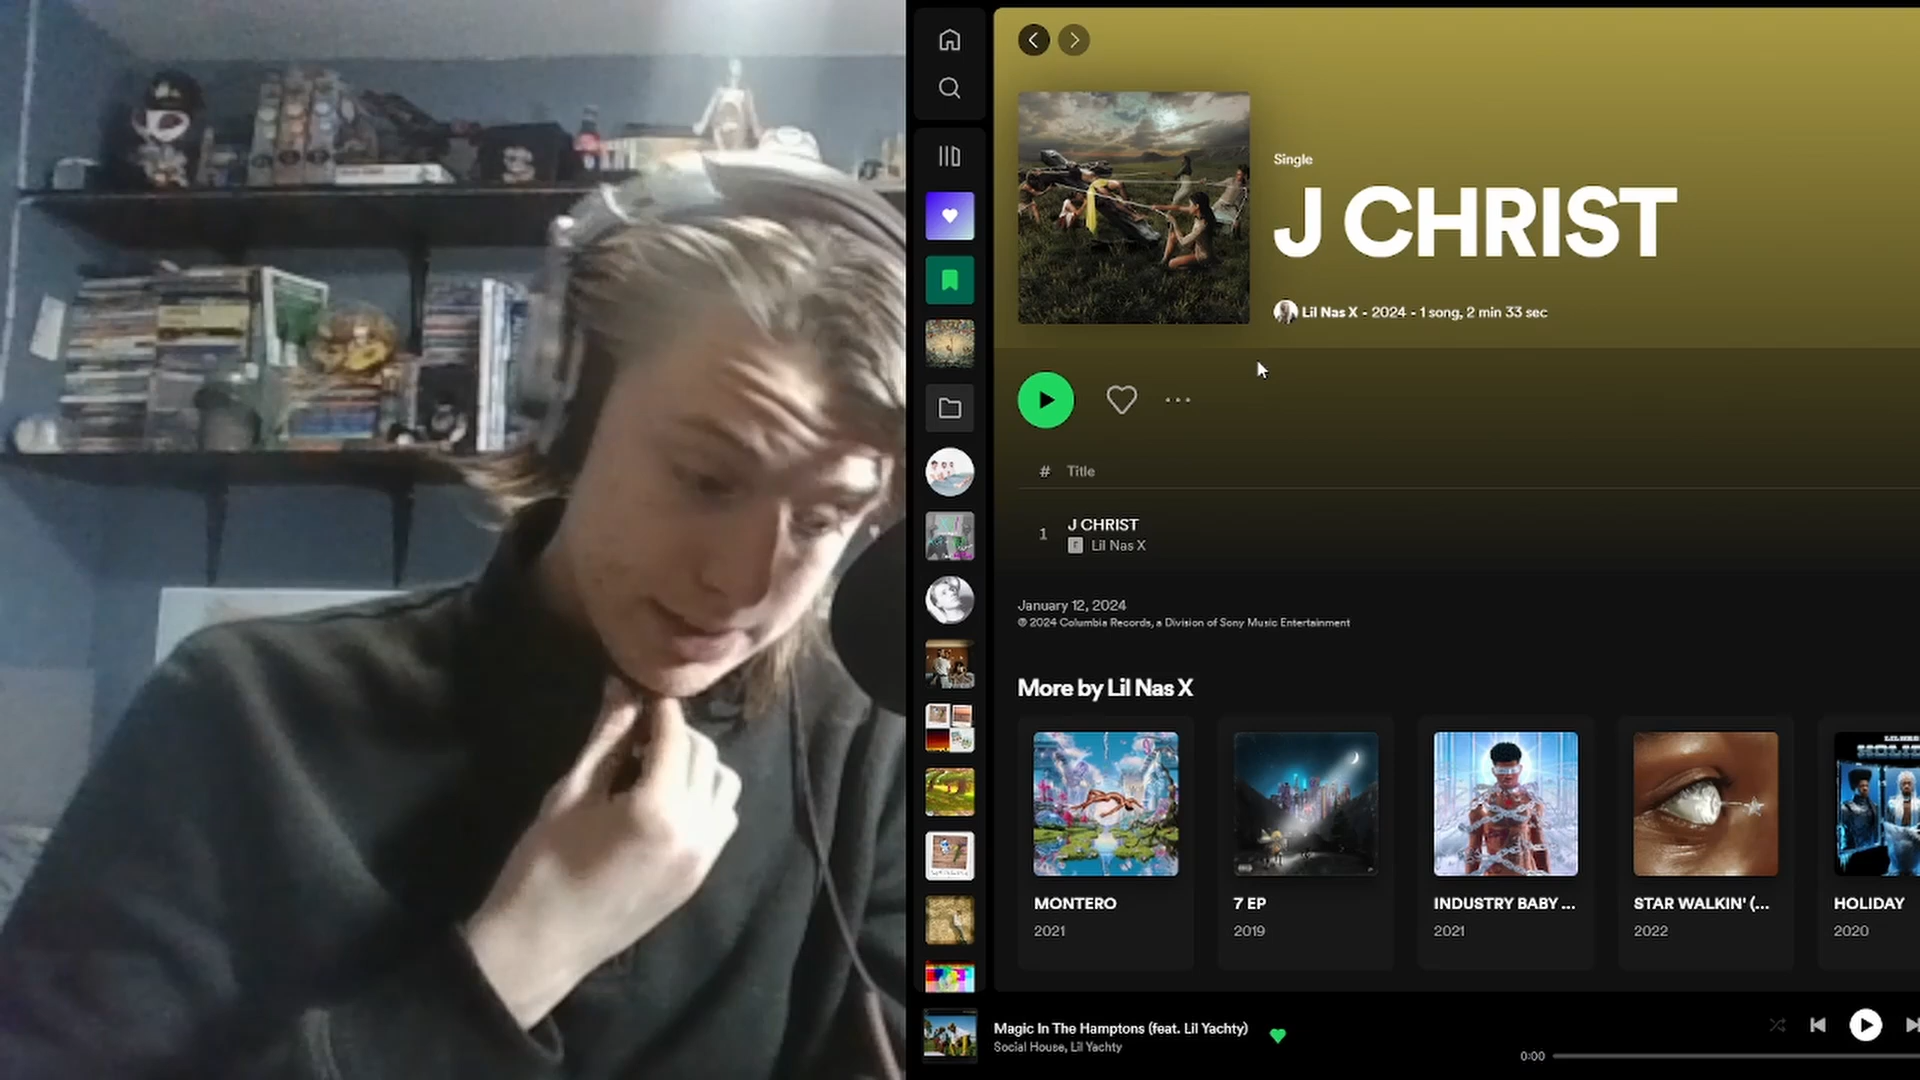 Single
J CHRIST
Lil Nas X - 2024 - 1 song, 2 min 33 sec
# Title
1
J CHRIST
E Lil Nas X
January 12, 2024
℗ 2024 Columbia Records, a Division of Sony Music Entertainment
More by Lil Nas X
MONTERO
2021
7 EP
2019
INDUSTRY BABY ...
2021
STAR WALKIN' (...
2022
HOLIDAY
2020
Magic In The Hamptons (feat. Lil Yachty)
Social House, Lil Yachty
0:00